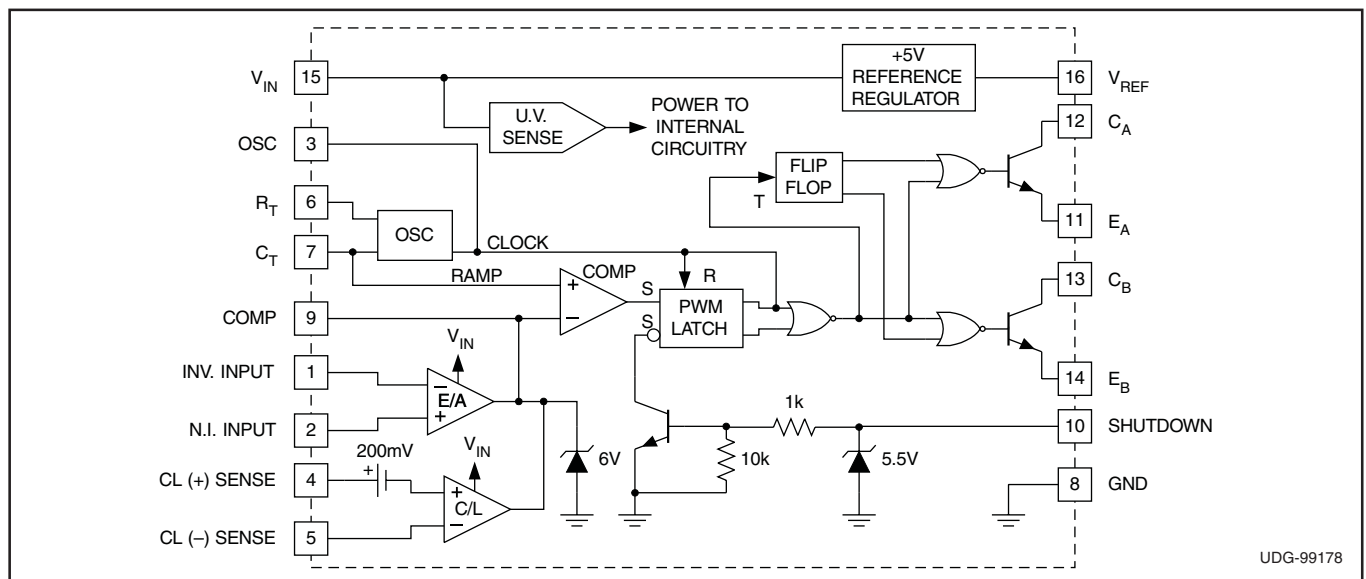 +5V
REFERENCE
REGULATOR
V_IN 15
16 V_REF
U.V.
SENSE
POWER TO
INTERNAL
CIRCUITRY
12 C_A
OSC 3
FLIP
FLOP
T
R_T 6
11 E_A
OSC
C_T 7
CLOCK
RAMP
COMP
R
13 C_B
+
S
PWM
LATCH
COMP 9
−
S
V_IN
INV. INPUT 1
−
E/A
+
14 E_B
N.I. INPUT 2
1k
10 SHUTDOWN
200mV
V_IN
6V
10k
5.5V
CL (+) SENSE 4
+
+
C/L
−
8 GND
CL (–) SENSE 5
UDG-99178